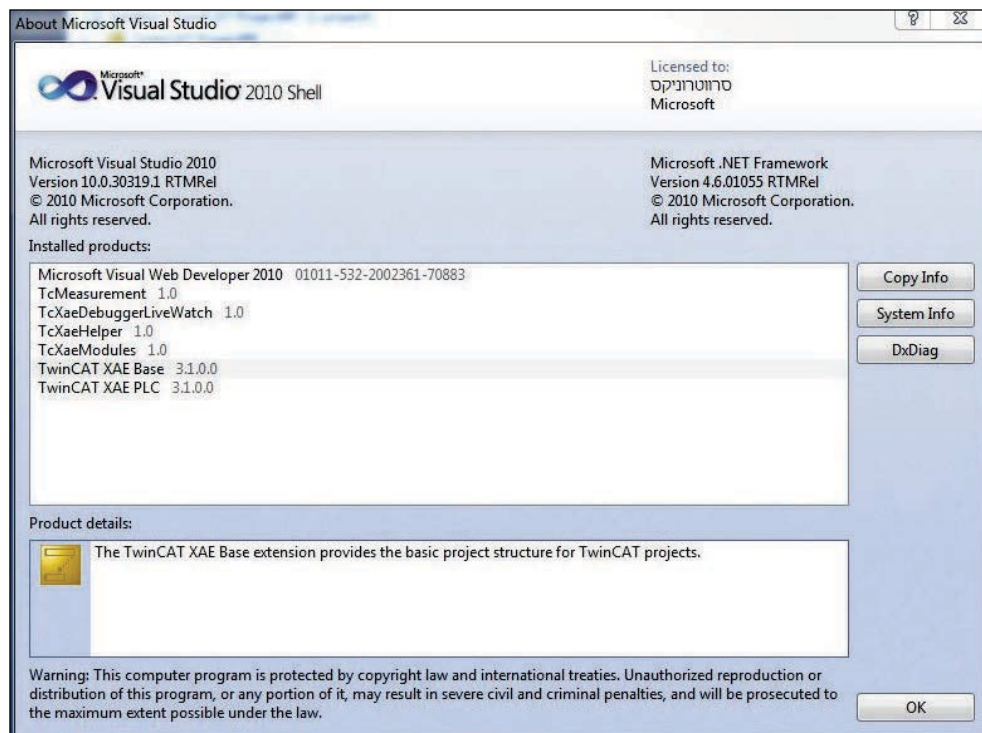 About Microsoft Visual Studio
Microsoft®
Visual Studio® 2010 Shell
Licensed to:
סרווטרוניקס
Microsoft
Microsoft Visual Studio 2010
Version 10.0.30319.1 RTMRel
© 2010 Microsoft Corporation.
All rights reserved.
Microsoft .NET Framework
Version 4.6.01055 RTMRel
© 2010 Microsoft Corporation.
All rights reserved.
Installed products:
Microsoft Visual Web Developer 2010 01011-532-2002361-70883
TcMeasurement 1.0
TcXaeDebuggerLiveWatch 1.0
TcXaeHelper 1.0
TcXaeModules 1.0
TwinCAT XAE Base 3.1.0.0
TwinCAT XAE PLC 3.1.0.0
Copy Info
System Info
DxDiag
Product details:
The TwinCAT XAE Base extension provides the basic project structure for TwinCAT projects.
Warning: This computer program is protected by copyright law and international treaties. Unauthorized reproduction or
distribution of this program, or any portion of it, may result in severe civil and criminal penalties, and will be prosecuted to
the maximum extent possible under the law.
OK